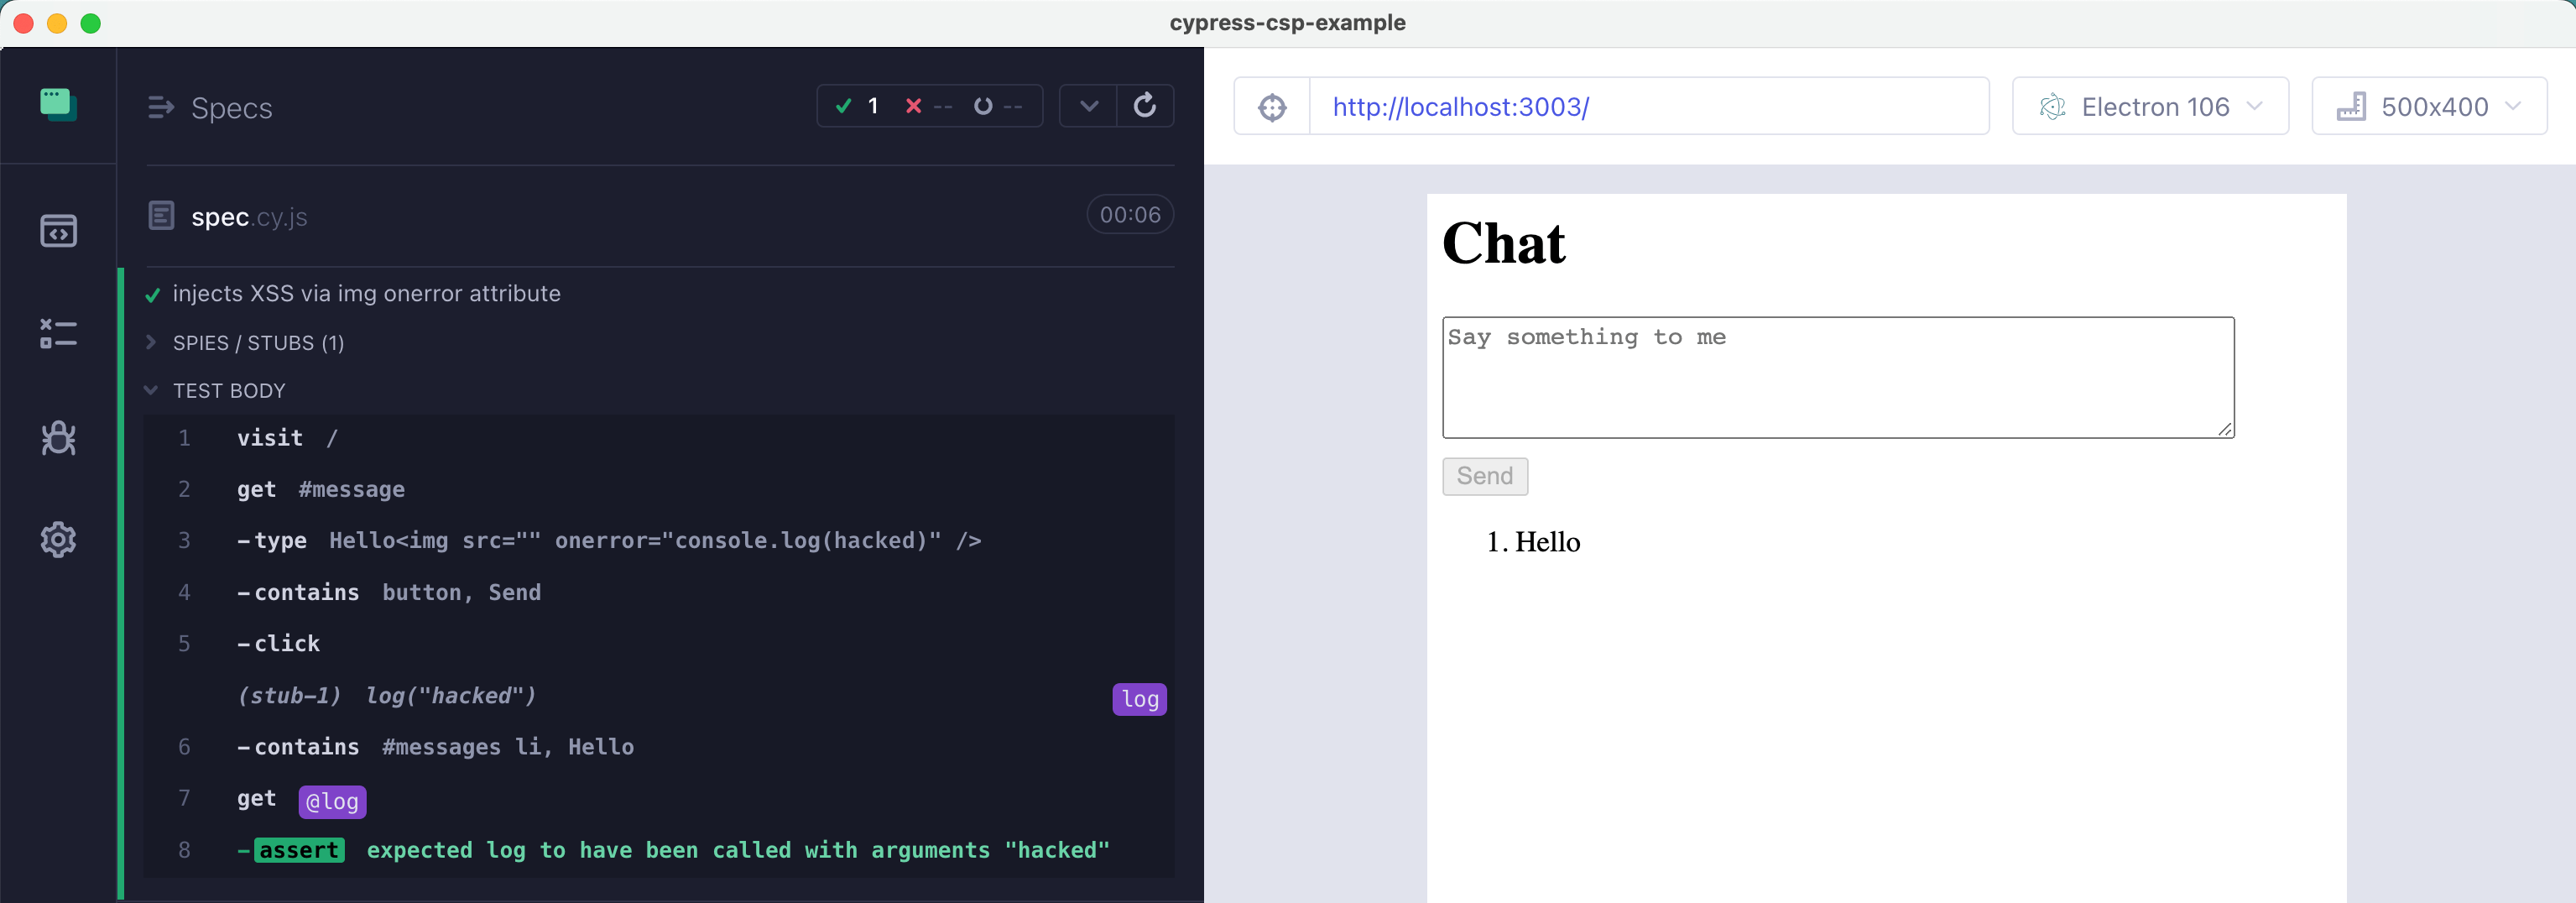 cypress-csp-example
Specs
1 -- --
http://localhost:3003/
Electron 106
500x400
spec.cy.js
00:06
injects XSS via img onerror attribute
SPIES / STUBS (1)
TEST BODY
1 visit /
2 get #message
3 -type Hello<img src="" onerror="console.log(hacked)" />
4 -contains button, Send
5 -click
(stub-1) log("hacked") log
6 -contains #messages li, Hello
7 get @log
8 -assert expected log to have been called with arguments "hacked"
Chat
Say something to me
Send
1. Hello